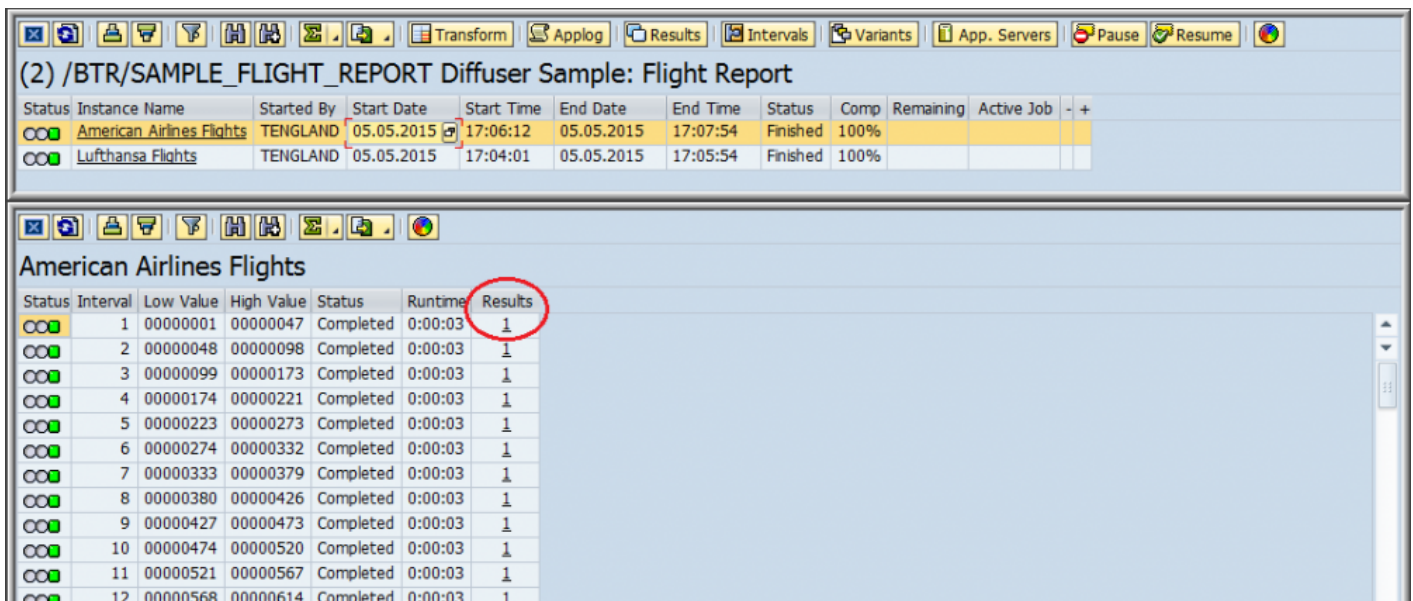 Transform Applog Results Intervals Variants App. Servers Pause Resume
(2) /BTR/SAMPLE_FLIGHT_REPORT Diffuser Sample: Flight Report
Status Instance Name Started By Start Date Start Time End Date End Time Status Comp Remaining Active Job - +
American Airlines Flights TENGLAND 05.05.2015 17:06:12 05.05.2015 17:07:54 Finished 100%
Lufthansa Flights TENGLAND 05.05.2015 17:04:01 05.05.2015 17:05:54 Finished 100%
American Airlines Flights
Status Interval Low Value High Value Status Runtime Results
1 00000001 00000047 Completed 0:00:03 1
2 00000048 00000098 Completed 0:00:03 1
3 00000099 00000173 Completed 0:00:03 1
4 00000174 00000221 Completed 0:00:03 1
5 00000223 00000273 Completed 0:00:03 1
6 00000274 00000332 Completed 0:00:03 1
7 00000333 00000379 Completed 0:00:03 1
8 00000380 00000426 Completed 0:00:03 1
9 00000427 00000473 Completed 0:00:03 1
10 00000474 00000520 Completed 0:00:03 1
11 00000521 00000567 Completed 0:00:03 1
12 00000568 00000614 Completed 0:00:03 1